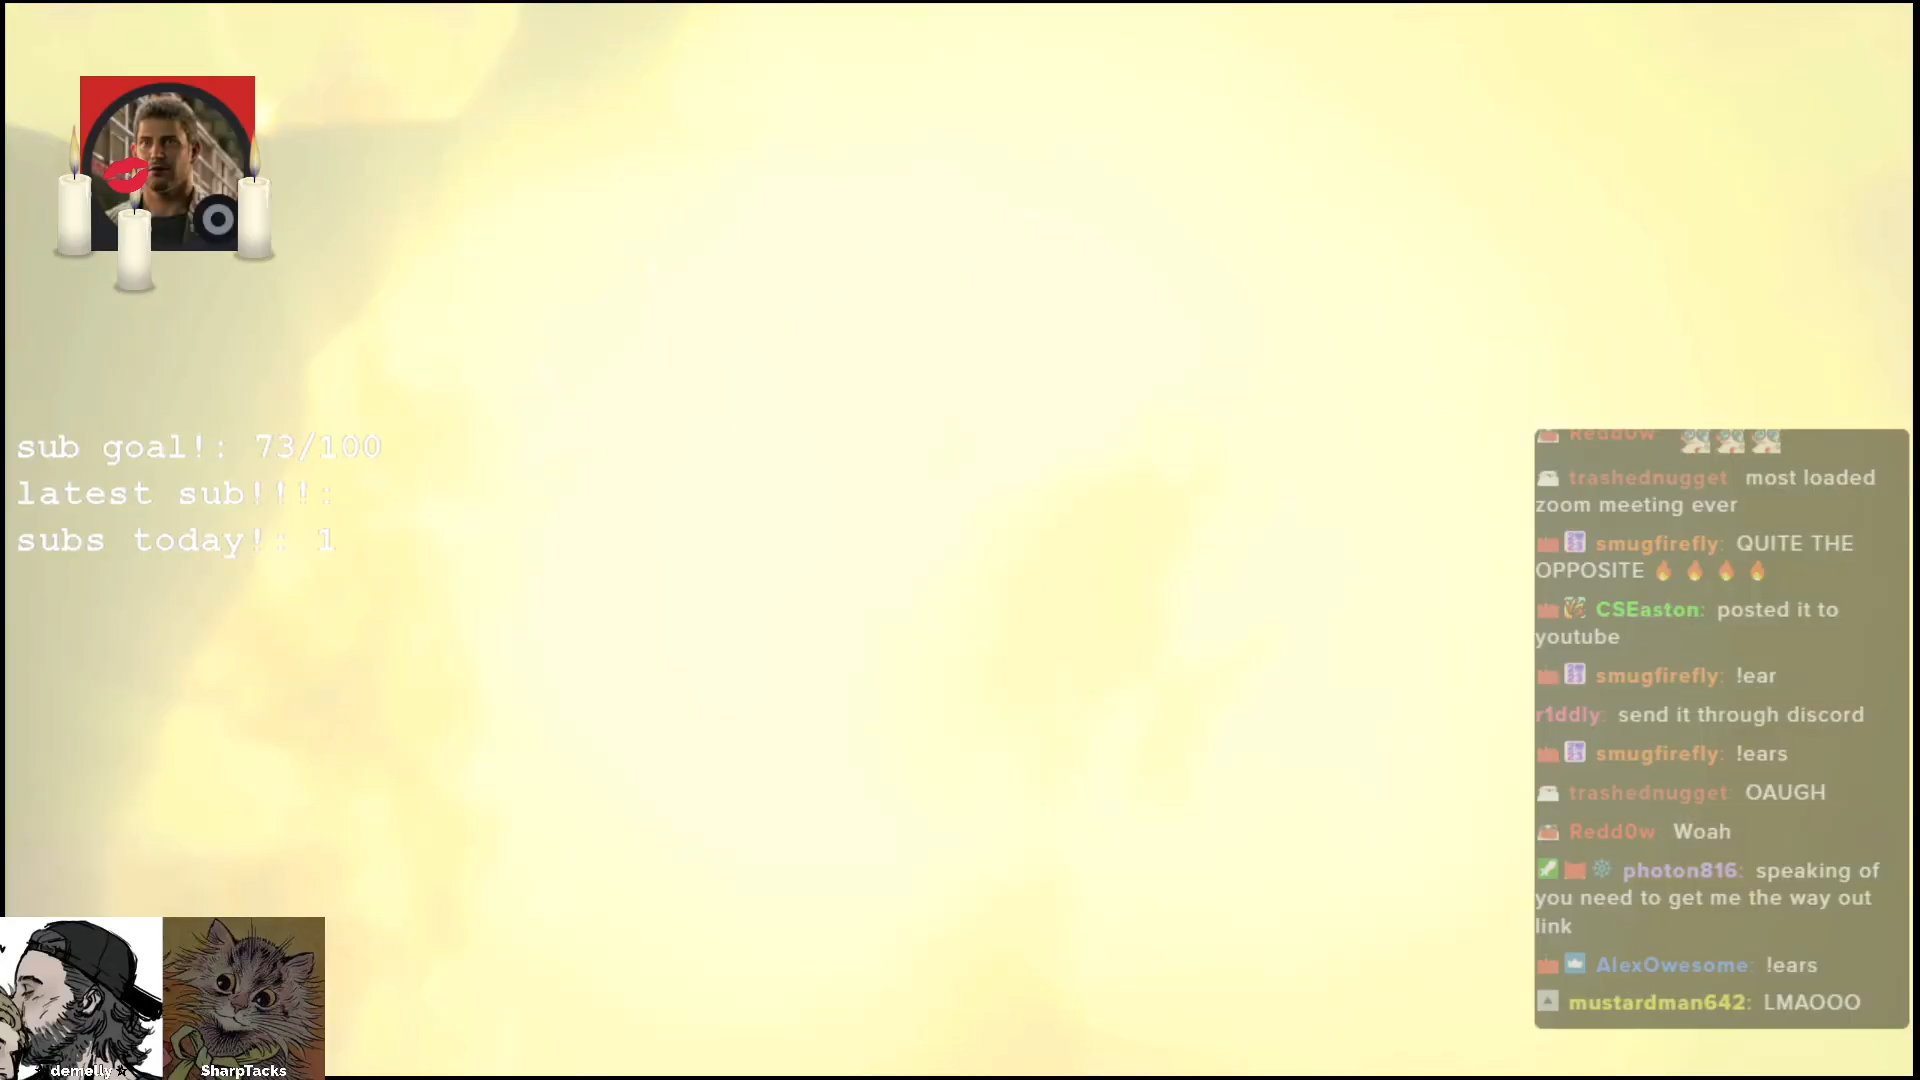 sub goal!: 73/100
latest sub!!!:
subs today!: 1
Redd0w
trashednugget most loaded
zoom meeting ever
smugfirefly: QUITE THE
OPPOSITE 🔥 🔥 🔥 🔥
CSEaston: posted it to
youtube
smugfirefly: !ear
r1ddly: send it through discord
smugfirefly: !ears
trashednugget OAUGH
Redd0w Woah
photon816: speaking of
you need to get me the way out
link
AlexOwesome: !ears
mustardman642: LMAOOO
demelly ☆
SharpTacks